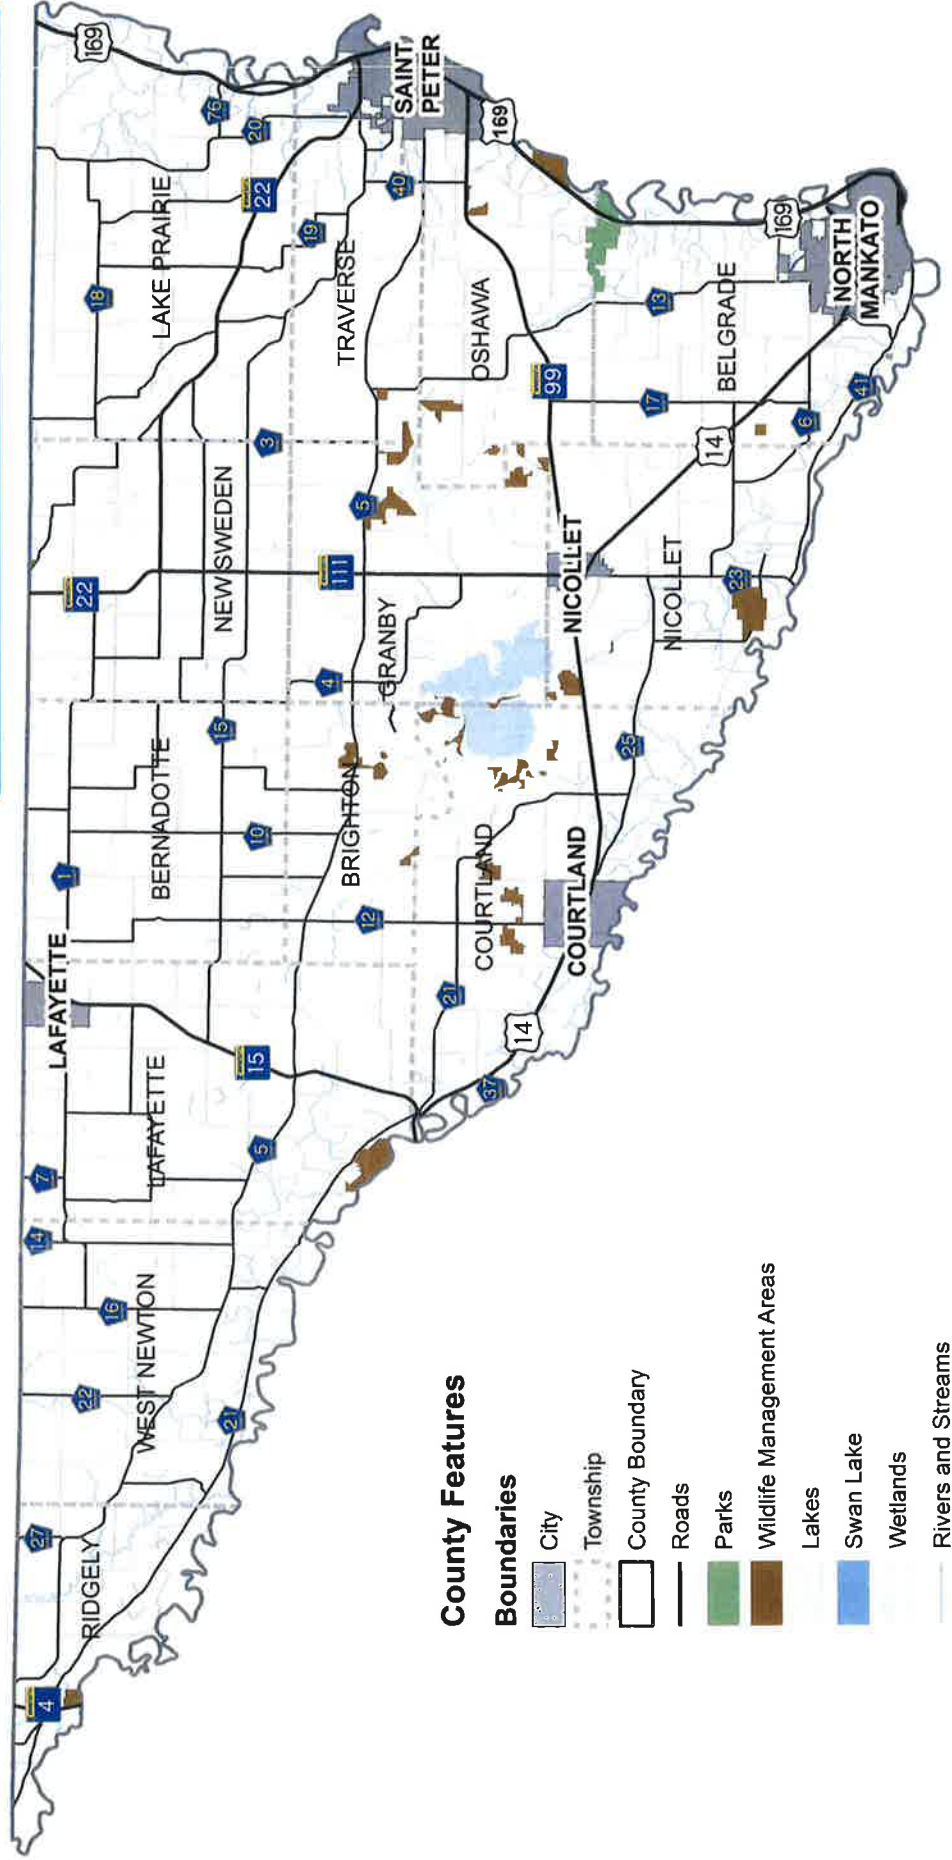 RIDGELY
WEST NEWTON
LAFAYETTE
LAFAYETTE
BERNADOTTE
NEW SWEDEN
LAKE PRAIRIE
BRIGHTON
GRANBY
TRAVERSE
SAINT
PETER
COURTLAND
COURTLAND
NICOLLET
NICOLLET
OSHAWA
BELGRADE
NORTH
MANKATO
4
27
22
16
14
7
1
21
5
15
37
14
21
12
10
15
4
22
111
5
3
18
22
19
76
20
40
169
169
169
99
13
17
14
6
41
23
25
County Features
Boundaries
City
Township
County Boundary
Roads
Parks
Wildlife Management Areas
Lakes
Swan Lake
Wetlands
Rivers and Streams